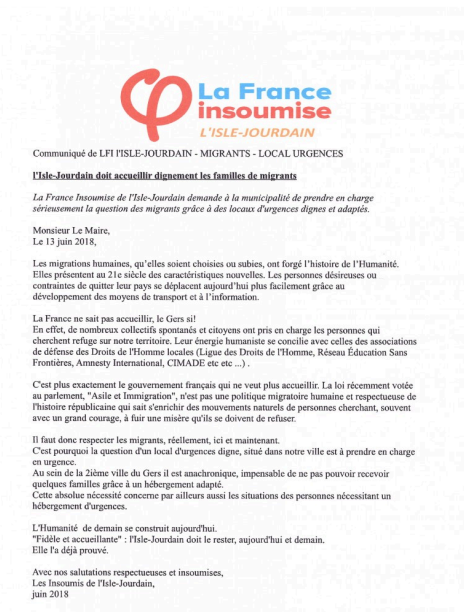 La France
insoumise
L'ISLE-JOURDAIN
Communiqué de LFI l'ISLE-JOURDAIN - MIGRANTS - LOCAL URGENCES
l'Isle-Jourdain doit accueillir dignement les familles de migrants
La France Insoumise de l'Isle-Jourdain demande à la municipalité de prendre en charge
sérieusement la question des migrants grâce à des locaux d'urgences dignes et adaptés.
Monsieur Le Maire,
Le 13 juin 2018,
Les migrations humaines, qu'elles soient choisies ou subies, ont forgé l'histoire de l'Humanité.
Elles présentent au 21e siècle des caractéristiques nouvelles. Les personnes désireuses ou
contraintes de quitter leur pays se déplacent aujourd'hui plus facilement grâce au
développement des moyens de transport et à l'information.
La France ne sait pas accueillir, le Gers si!
En effet, de nombreux collectifs spontanés et citoyens ont pris en charge les personnes qui
cherchent refuge sur notre territoire. Leur énergie humaniste se concilie avec celles des associations
de défense des Droits de l'Homme locales (Ligue des Droits de l'Homme, Réseau Éducation Sans
Frontières, Amnesty International, CIMADE etc etc ...) .
C'est plus exactement le gouvernement français qui ne veut plus accueillir. La loi récemment votée
au parlement, "Asile et Immigration", n'est pas une politique migratoire humaine et respectueuse de
l'histoire républicaine qui sait s'enrichir des mouvements naturels de personnes cherchant, souvent
avec un grand courage, à fuir une misère qu'ils se doivent de refuser.
Il faut donc respecter les migrants, réellement, ici et maintenant.
C'est pourquoi la question d'un local d'urgences digne, situé dans notre ville est à prendre en charge
en urgence.
Au sein de la 2ième ville du Gers il est anachronique, impensable de ne pas pouvoir recevoir
quelques familles grâce à un hébergement adapté.
Cette absolue nécessité concerne par ailleurs aussi les situations des personnes nécessitant un
hébergement d'urgences.
L'Humanité de demain se construit aujourd'hui.
"Fidèle et accueillante" : l'Isle-Jourdain doit le rester, aujourd'hui et demain.
Elle l'a déjà prouvé.
Avec nos salutations respectueuses et insoumises,
Les Insoumis de l'Isle-Jourdain,
juin 2018